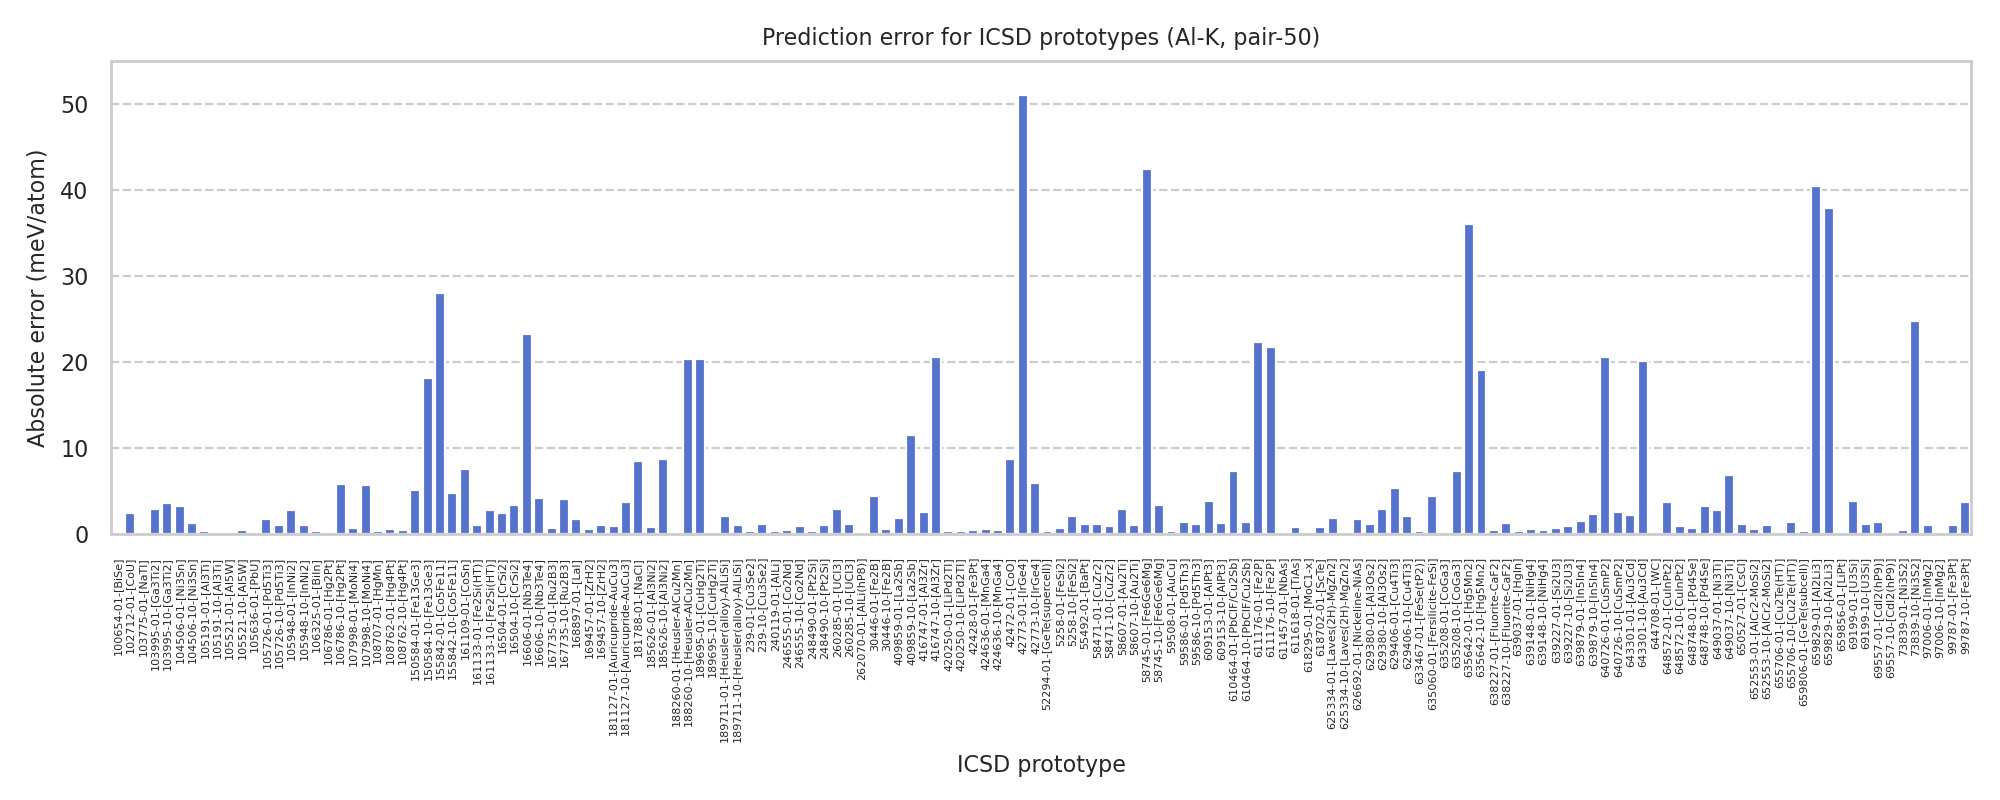 Prediction error for ICSD prototypes (Al-K, pair-50)
Absolute error (meV/atom)
50
40
30
20
10
0
100654-01-[BiSe]
102712-01-[CoU]
103775-01-[NaTl]
103995-01-[Ga3Ti2]
103995-10-[Ga3Ti2]
104506-01-[Ni3Sn]
104506-10-[Ni3Sn]
105191-01-[Al3Ti]
105191-10-[Al3Ti]
105521-01-[Al5W]
105521-10-[Al5W]
105636-01-[PbU]
105726-01-[Pd5Ti3]
105726-10-[Pd5Ti3]
105948-01-[InNi2]
105948-10-[InNi2]
106325-01-[BiIn]
106786-01-[Hg2Pt]
106786-10-[Hg2Pt]
107998-01-[MoNi4]
107998-10-[MoNi4]
108707-01-[HgMn]
108762-01-[Hg4Pt]
108762-10-[Hg4Pt]
150584-01-[Fe13Ge3]
150584-10-[Fe13Ge3]
155842-01-[Co5Fe11]
155842-10-[Co5Fe11]
161109-01-[CoSn]
161133-01-[Fe2Si(HT)]
161133-10-[Fe2Si(HT)]
16504-01-[CrSi2]
16504-10-[CrSi2]
16606-01-[Nb3Te4]
16606-10-[Nb3Te4]
167735-01-[Ru2B3]
167735-10-[Ru2B3]
168897-01-[LaI]
169457-01-[ZrH2]
169457-10-[ZrH2]
181127-01-[Auricupride-AuCu3]
181127-10-[Auricupride-AuCu3]
181788-01-[NaCl]
185626-01-[Al3Ni2]
185626-10-[Al3Ni2]
188260-01-[Heusler-AlCu2Mn]
188260-10-[Heusler-AlCu2Mn]
189695-01-[CuHg2Ti]
189695-10-[CuHg2Ti]
189711-01-[Heusler(alloy)-AlLiSi]
189711-10-[Heusler(alloy)-AlLiSi]
239-01-[Cu3Se2]
239-10-[Cu3Se2]
240119-01-[AlLi]
246555-01-[Co2Nd]
246555-10-[Co2Nd]
248490-01-[Pt2Si]
248490-10-[Pt2Si]
260285-01-[UCl3]
260285-10-[UCl3]
262070-01-[AlLi(hP8)]
30446-01-[Fe2B]
30446-10-[Fe2B]
409859-01-[La2Sb]
409859-10-[La2Sb]
416747-01-[Al3Zr]
416747-10-[Al3Zr]
420250-01-[LiPd2Tl]
420250-10-[LiPd2Tl]
42428-01-[Fe3Pt]
424636-01-[MnGa4]
424636-10-[MnGa4]
42472-01-[CoO]
42773-01-[IrGe4]
42773-10-[IrGe4]
52294-01-[GeTe(supercell)]
5258-01-[FeSi2]
5258-10-[FeSi2]
55492-01-[BaPt]
58471-01-[CuZr2]
58471-10-[CuZr2]
58607-01-[Au2Ti]
58607-10-[Au2Ti]
58745-01-[Fe6Ge6Mg]
58745-10-[Fe6Ge6Mg]
59508-01-[AuCu]
59586-01-[Pd5Th3]
59586-10-[Pd5Th3]
609153-01-[AlPt3]
609153-10-[AlPt3]
610464-01-[PbClF/Cu2Sb]
610464-10-[PbClF/Cu2Sb]
611176-01-[Fe2P]
611176-10-[Fe2P]
611457-01-[NbAs]
611618-01-[TiAs]
618295-01-[MoC1-x]
618702-01-[ScTe]
625334-01-[Laves(2H)-MgZn2]
625334-10-[Laves(2H)-MgZn2]
626692-01-[Nickeline-NiAs]
629380-01-[Al3Os2]
629380-10-[Al3Os2]
629406-01-[Cu4Ti3]
629406-10-[Cu4Ti3]
633467-01-[FeSe(tP2)]
635060-01-[Fersilicite-FeSi]
635208-01-[CoGa3]
635208-10-[CoGa3]
635642-01-[Hg5Mn2]
635642-10-[Hg5Mn2]
638227-01-[Fluorite-CaF2]
638227-10-[Fluorite-CaF2]
639037-01-[HgIn]
639148-01-[NiHg4]
639148-10-[NiHg4]
639227-01-[Si2U3]
639227-10-[Si2U3]
639879-01-[In5In4]
639879-10-[In5In4]
640726-01-[CuSmP2]
640726-10-[CuSmP2]
643301-01-[Au3Cd]
643301-10-[Au3Cd]
644708-01-[WC]
648572-01-[CuInPt2]
648572-10-[CuInPt2]
648748-01-[Pd4Se]
648748-10-[Pd4Se]
649037-01-[Ni3Ti]
649037-10-[Ni3Ti]
650527-01-[CsCl]
652553-01-[AlCr2-MoSi2]
652553-10-[AlCr2-MoSi2]
655706-01-[Cu2Te(HT)]
655706-10-[Cu2Te(HT)]
659806-01-[GeTe(subcell)]
659829-01-[Al2Li3]
659829-10-[Al2Li3]
659856-01-[LiPt]
69199-01-[U3Si]
69199-10-[U3Si]
69557-01-[CdI2(hP9)]
69557-10-[CdI2(hP9)]
73839-01-[Ni3S2]
73839-10-[Ni3S2]
97006-01-[InMg2]
97006-10-[InMg2]
99787-01-[Fe3Pt]
99787-10-[Fe3Pt]
ICSD prototype